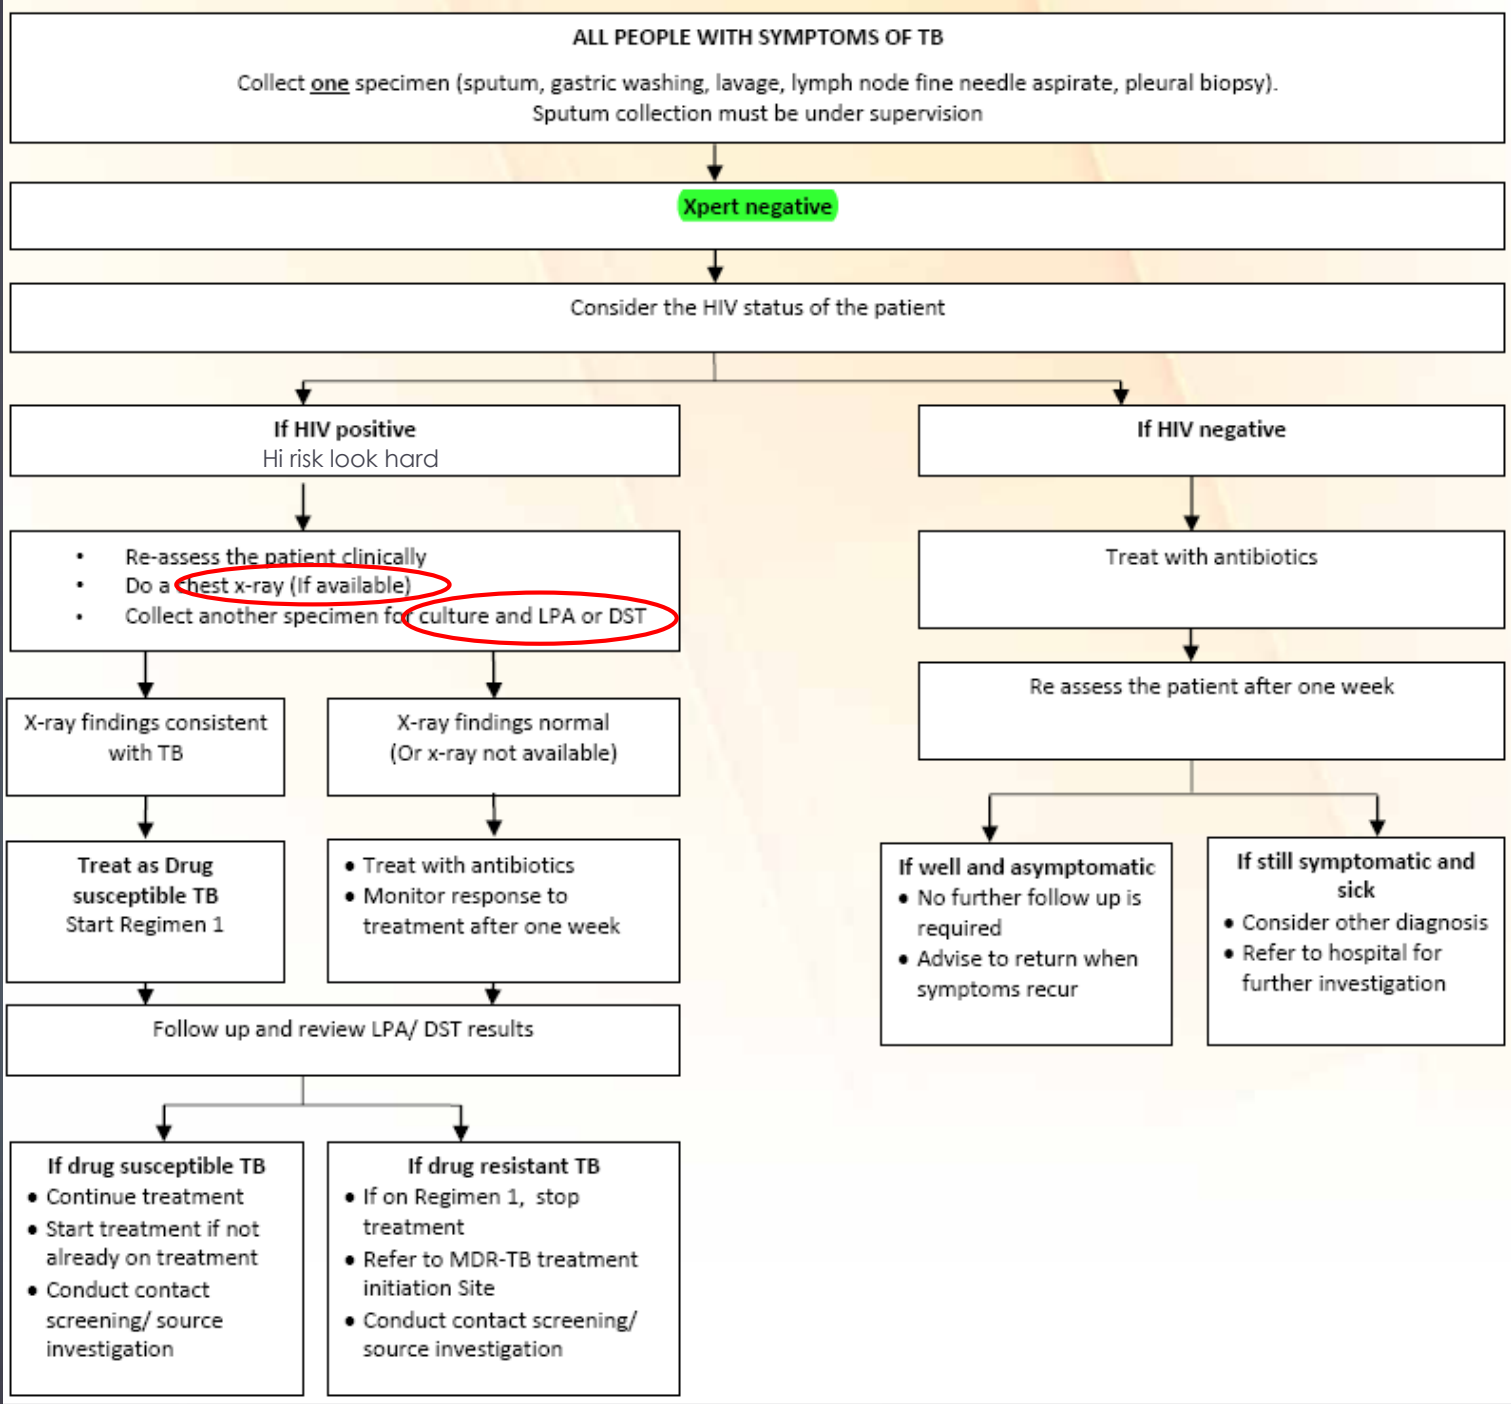 ALL PEOPLE WITH SYMPTOMS OF TB
Collect one specimen (sputum, gastric washing, lavage, lymph node fine needle aspirate, pleural biopsy).
Sputum collection must be under supervision
Xpert negative
Consider the HIV status of the patient
If HIV positive
Hi risk look hard
• Re-assess the patient clinically
• Do a chest x-ray (If available)
• Collect another specimen for culture and LPA or DST
X-ray findings consistent
with TB
X-ray findings normal
(Or x-ray not available)
Treat as Drug
susceptible TB
Start Regimen 1
• Treat with antibiotics
• Monitor response to
treatment after one week
Follow up and review LPA/ DST results
If drug susceptible TB
• Continue treatment
• Start treatment if not
already on treatment
• Conduct contact
screening/ source
investigation
If drug resistant TB
• If on Regimen 1, stop
treatment
• Refer to MDR-TB treatment
initiation Site
• Conduct contact screening/
source investigation
If HIV negative
Treat with antibiotics
Re assess the patient after one week
If well and asymptomatic
• No further follow up is
required
• Advise to return when
symptoms recur
If still symptomatic and
sick
• Consider other diagnosis
• Refer to hospital for
further investigation